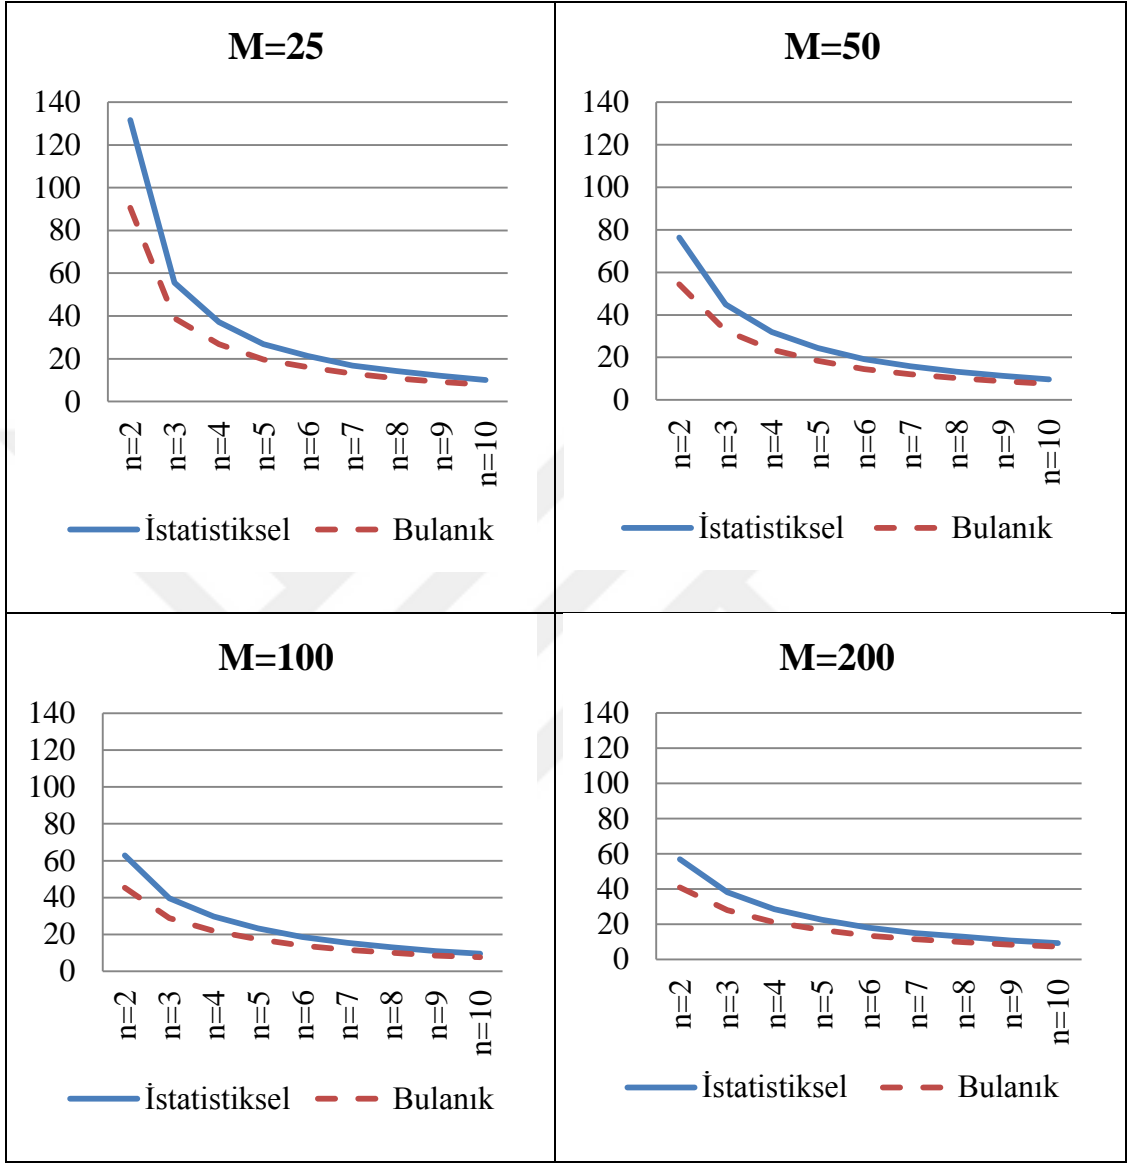 M=25
140
120
100
80
60
40
20
0
n=2
n=3
n=4
n=5
n=6
n=7
n=8
n=9
n=10
İstatistiksel
Bulanık
M=50
140
120
100
80
60
40
20
0
n=2
n=3
n=4
n=5
n=6
n=7
n=8
n=9
n=10
İstatistiksel
Bulanık
M=100
140
120
100
80
60
40
20
0
n=2
n=3
n=4
n=5
n=6
n=7
n=8
n=9
n=10
İstatistiksel
Bulanık
M=200
140
120
100
80
60
40
20
0
n=2
n=3
n=4
n=5
n=6
n=7
n=8
n=9
n=10
İstatistiksel
Bulanık